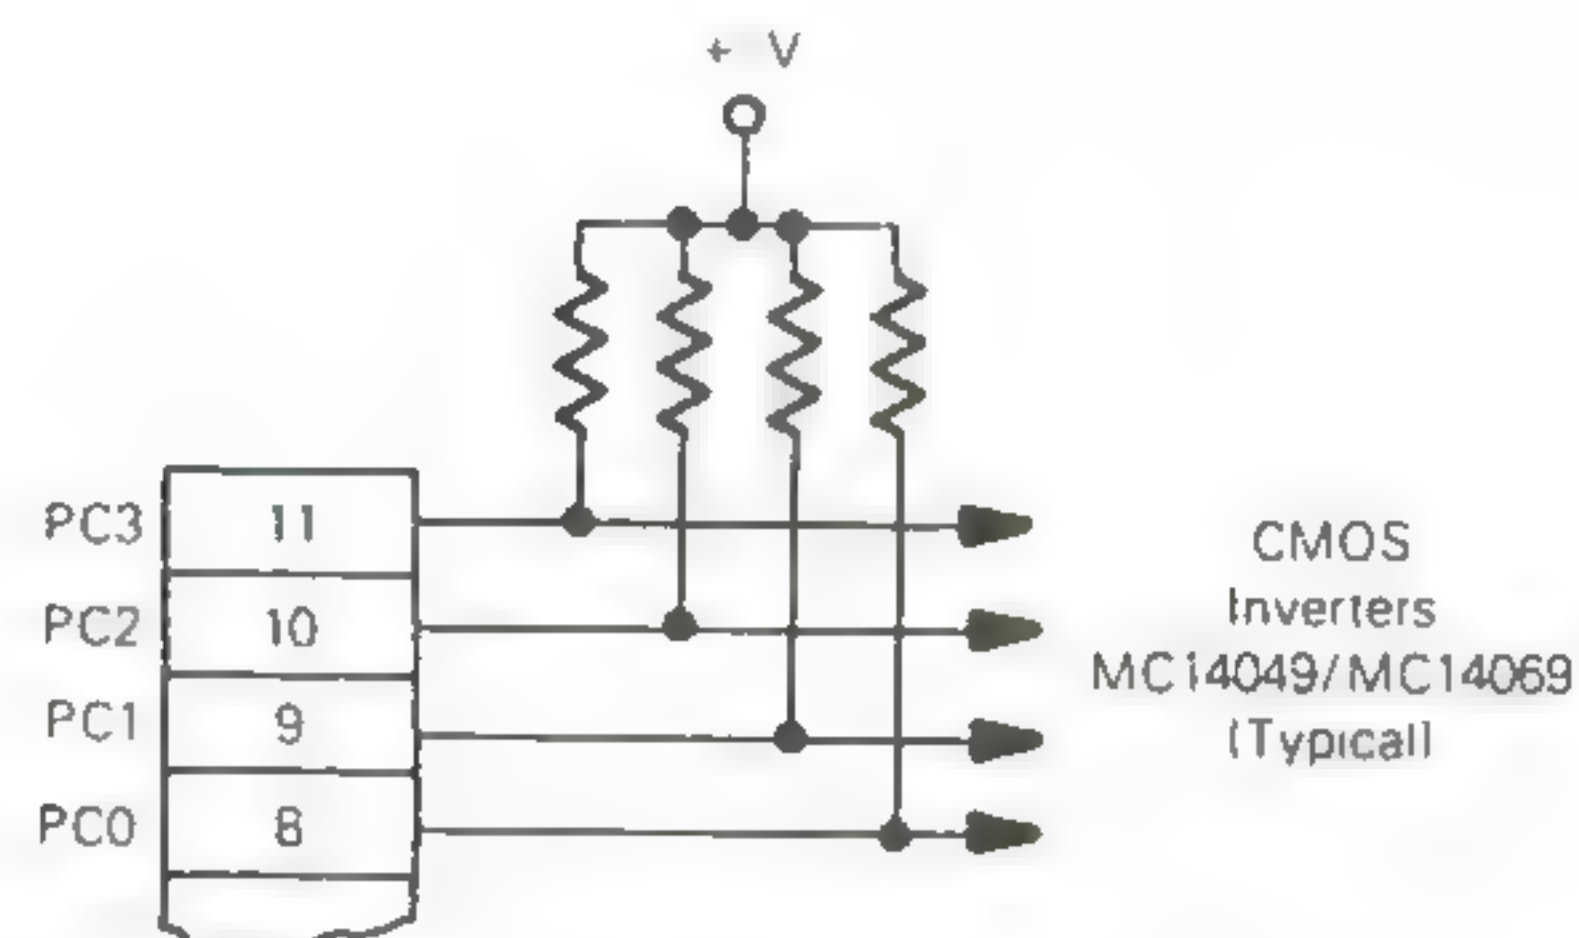 + V
PC3 11
PC2 10
PC1 9
PC0 8
CMOS
Inverters
MC14049/MC14069
(Typical)